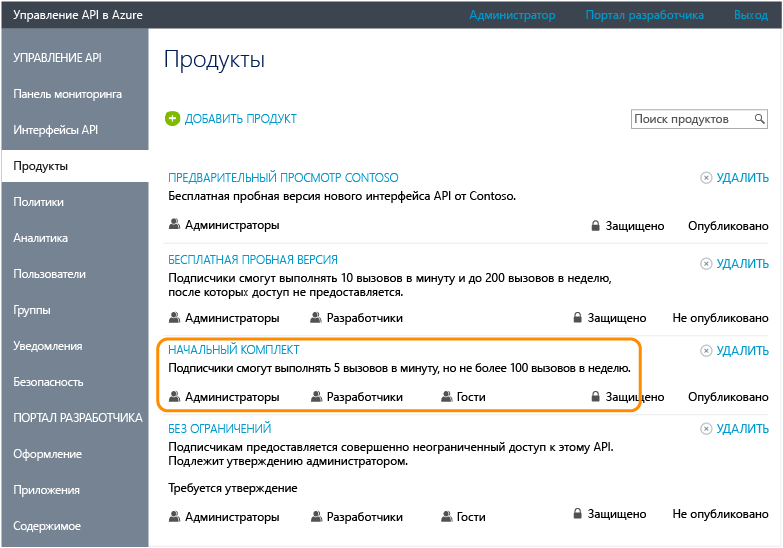 Управление API в Azure Администратор Портал разработчика Выход
УПРАВЛЕНИЕ API
Панель мониторинга
Интерфейсы API
Продукты
Политики
Аналитика
Пользователи
Группы
Уведомления
Безопасность
ПОРТАЛ РАЗРАБОТЧИКА
Оформление
Приложения
Содержимое
Продукты
ДОБАВИТЬ ПРОДУКТ Поиск продуктов
ПРЕДВАРИТЕЛЬНЫЙ ПРОСМОТР CONTOSO УДАЛИТЬ
Бесплатная пробная версия нового интерфейса API от Contoso.
Администраторы Защищено Опубликовано
БЕСПЛАТНАЯ ПРОБНАЯ ВЕРСИЯ УДАЛИТЬ
Подписчики смогут выполнять 10 вызовов в минуту и до 200 вызовов в неделю,
после которых доступ не предоставляется.
Администраторы Разработчики Защищено Не опубликовано
НАЧАЛЬНЫЙ КОМПЛЕКТ УДАЛИТЬ
Подписчики смогут выполнять 5 вызовов в минуту, но не более 100 вызовов в неделю.
Администраторы Разработчики Гости Защищено Опубликовано
БЕЗ ОГРАНИЧЕНИЙ УДАЛИТЬ
Подписчикам предоставляется совершенно неограниченный доступ к этому API.
Подлежит утверждению администратором.
Требуется утверждение
Администраторы Разработчики Гости Защищено Не опубликовано